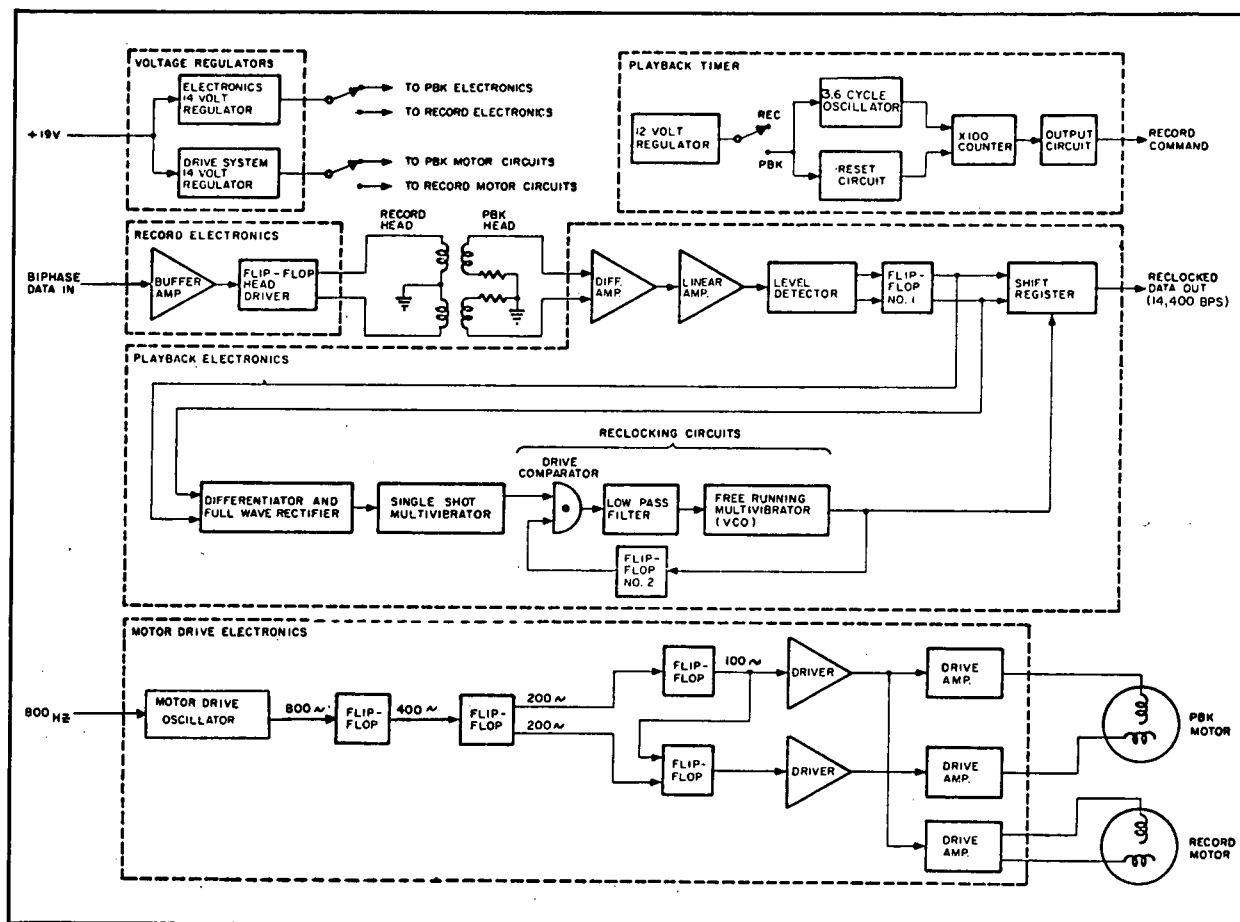 VOLTAGE REGULATORS
ELECTRONICS
14 VOLT
REGULATOR
TO PBK ELECTRONICS
TO RECORD ELECTRONICS
+19V
DRIVE SYSTEM
14 VOLT
REGULATOR
TO PBK MOTOR CIRCUITS
TO RECORD MOTOR CIRCUITS
PLAYBACK TIMER
12 VOLT
REGULATOR
REC
PBK
3.6 CYCLE
OSCILLATOR
RESET
CIRCUIT
X100
COUNTER
OUTPUT
CIRCUIT
RECORD
COMMAND
RECORD ELECTRONICS
BIPHASE
DATA IN
BUFFER
AMP
FLIP-FLOP
HEAD
DRIVER
RECORD
HEAD
PBK
HEAD
DIFF.
AMP.
LINEAR
AMP.
LEVEL
DETECTOR
FLIP-
FLOP
NO. 1
SHIFT
REGISTER
RECLOCKED
DATA OUT
(14,400 BPS)
PLAYBACK ELECTRONICS
RECLOCKING CIRCUITS
DIFFERENTIATOR AND
FULL WAVE RECTIFIER
SINGLE SHOT
MULTIVIBRATOR
DRIVE
COMPARATOR
LOW PASS
FILTER
FREE RUNNING
MULTIVIBRATOR
(VCO)
FLIP-
FLOP
NO. 2
MOTOR DRIVE ELECTRONICS
800 HZ
MOTOR DRIVE
OSCILLATOR
800 ~
FLIP-
FLOP
400 ~
FLIP-
FLOP
200 ~
200 ~
FLIP-
FLOP
100 ~
DRIVER
DRIVE
AMP.
FLIP-
FLOP
DRIVER
DRIVE
AMP.
PBK
MOTOR
DRIVE
AMP.
RECORD
MOTOR